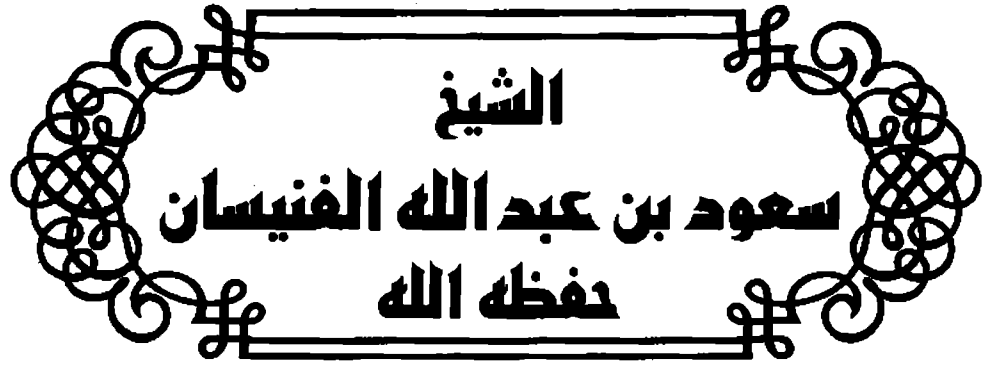 الشيخ
سعود بن عبد الله الفنيسان
حفظه الله